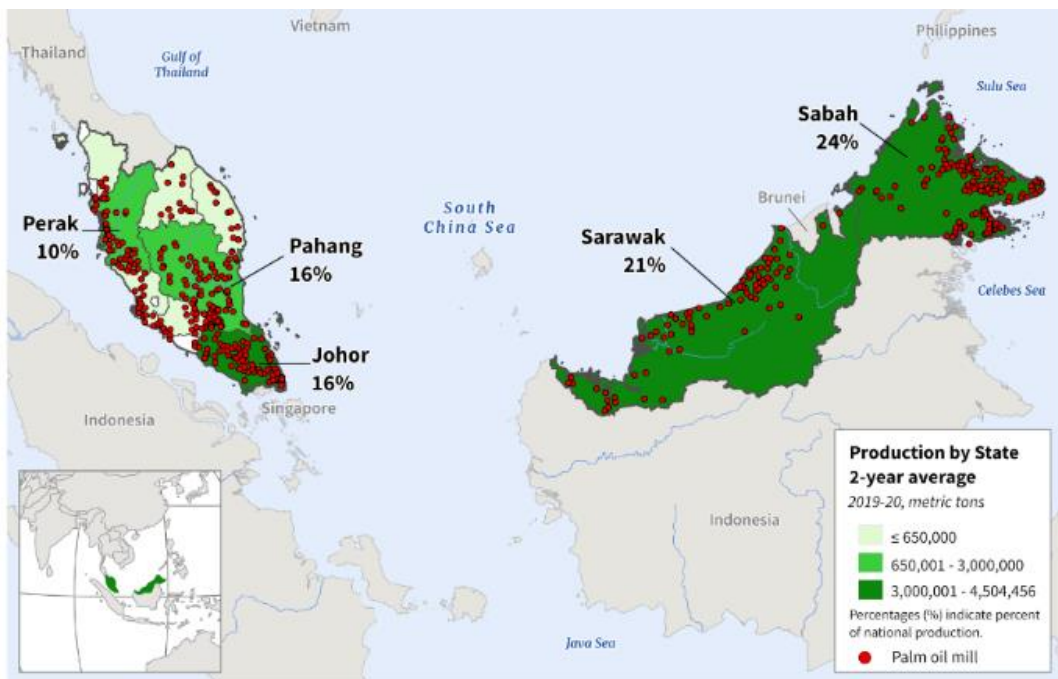 Vietnam
Philippines
Thailand
Gulf of
Thailand
Sulu Sea
Sabah
24%
Brunei
South
China Sea
Perak
10%
Pahang
16%
Sarawak
21%
Celebes Sea
Johor
16%
Singapore
Indonesia
Indonesia
Java Sea
Production by State
2-year average
2019-20, metric tons
≤ 650,000
650,001 - 3,000,000
3,000,001 - 4,504,456
Percentages (%) indicate percent
of national production.
Palm oil mill